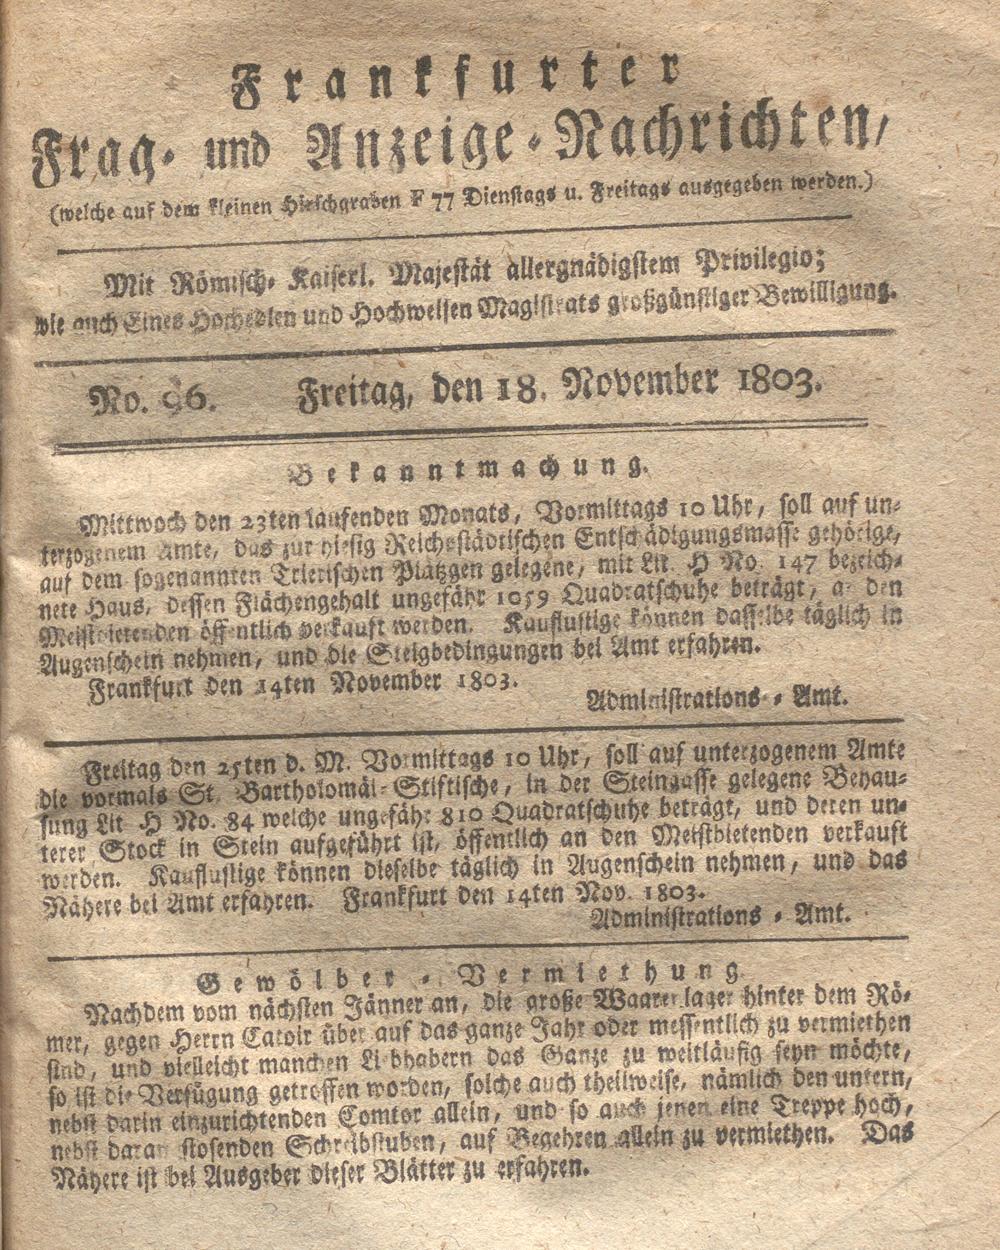 Frankfurter
Frag- und Anzeige-Nachrichten,
(welche auf dem kleinen Hirschgraben F 77 Dienstags u. Freitags ausgegeben werden.)
Mit Römisch- Kaiserl. Majestät allergnädigstem Privilegio;
wie auch Eines Hochedlen und Hochweisen Magistrats großgünstiger Bewilligung.
No. 96. Freitag, den 18. November 1803.
Bekanntmachung.
Mittwoch den 23ten laufenden Monats, Vormittags 10 Uhr, soll auf un-
terzogenem Amte, das zur hiesig Reichsstädtischen Entschädigungsmasse gehörige,
auf dem sogenannten Trierischen Plätzgen gelegene, mit Lit. H No. 147 bezeich-
nete Haus, dessen Flächengehalt ungefähr 1059 Quadratschuhe beträgt, an den
Meistbietenden öffentlich verkauft werden. Kauflustige können dasselbe täglich in
Augenschein nehmen, und die Steigbedingungen bei Amt erfahren.
Frankfurt den 14ten November 1803.
Administrations-Amt.
Freitag den 25ten d. M. Vormittags 10 Uhr, soll auf unterzogenem Amte
die vormals St. Bartholomäi-Stiftische, in der Steingasse gelegene Behau-
sung Lit H No. 84 welche ungefähr 810 Quadratschuhe beträgt, und deren un-
terer Stock in Stein aufgeführt ist, öffentlich an den Meistbietenden verkauft
werden. Kauflustige können dieselbe täglich in Augenschein nehmen, und das
Nähere bei Amt erfahren. Frankfurt den 14ten Nov. 1803.
Administrations-Amt.
Gewölber-Vermiethung
Nachdem vom nächsten Jänner an, die große Waarenlager hinter dem Rö-
mer, gegen Herrn Catoir über auf das ganze Jahr oder messentlich zu vermiethen
sind, und vielleicht manchen Liebhabern das Ganze zu weitläufig seyn möchte,
so ist die Verfügung getroffen worden, solche auch theilweise, nämlich den untern,
nebst darin einzurichtenden Comtor allein, und so auch jenen eine Treppe hoch,
nebst daran stosenden Schreibstuben, auf Begehren allein zu vermiethen. Das
Nähere ist bei Ausgeber dieser Blätter zu erfahren.